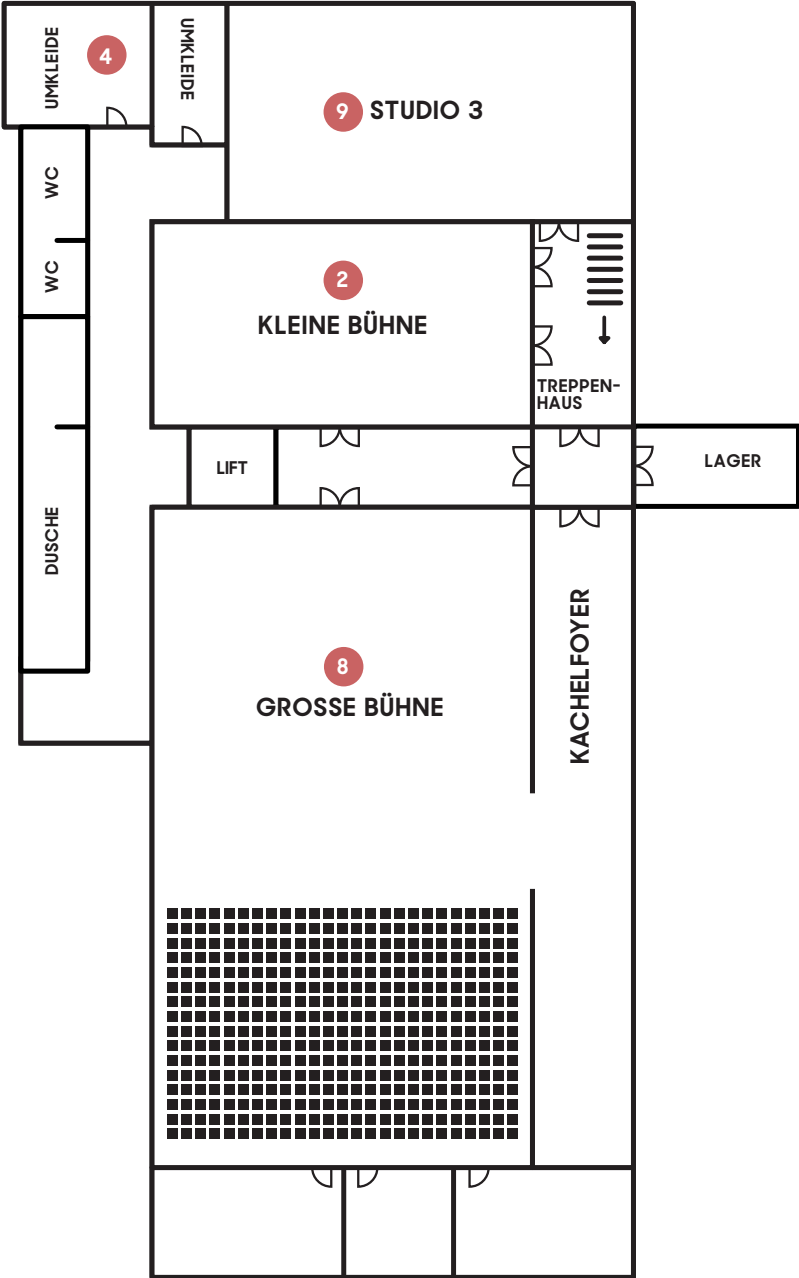 UMKLEIDE
4
UMKLEIDE
9 STUDIO 3
WC
WC
2
KLEINE BÜHNE
TREPPEN-
HAUS
LIFT
LAGER
DUSCHE
8
GROSSE BÜHNE
KACHELFOYER